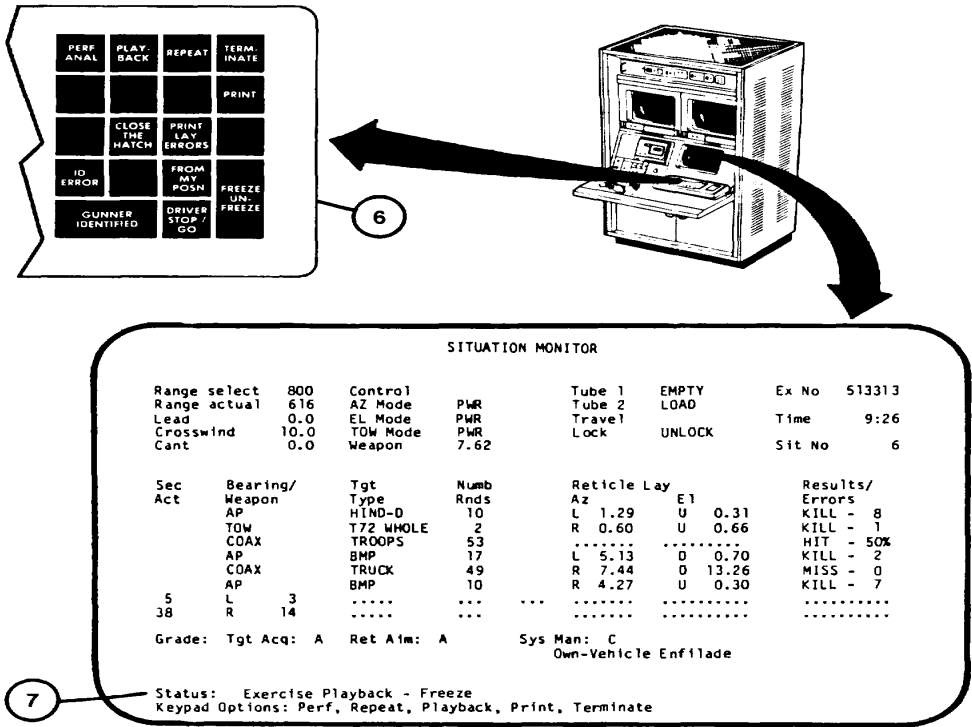 PERF ANAL
PLAY- BACK
REPEAT
TERM- INATE
PRINT
CLOSE THE HATCH
PRINT LAY ERRORS
ID ERROR
FROM MY POSN
FREEZE UN- FREEZE
GUNNER IDENTIFIED
DRIVER STOP / GO
6
SITUATION MONITOR
Range select 800 Control Tube 1 EMPTY Ex No 513313
Range actual 616 AZ Mode PWR Tube 2 LOAD
Lead 0.0 EL Mode PWR Travel Time 9:26
Crosswind 10.0 TOW Mode PWR Lock UNLOCK
Cant 0.0 Weapon 7.62 Sit No 6
Sec Bearing/ Tgt Numb Reticle Lay Results/
Act Weapon Type Rnds Az El Errors
AP HIND-D 10 L 1.29 U 0.31 KILL - 8
TOW T72 WHOLE 2 R 0.60 U 0.66 KILL - 1
COAX TROOPS 53 ....... ......... HIT - 50%
AP BMP 17 L 5.13 D 0.70 KILL - 2
COAX TRUCK 49 R 7.44 D 13.26 MISS - 0
AP BMP 10 R 4.27 U 0.30 KILL - 7
5 L 3 ..... ... ... ....... .......... ..........
38 R 14 ..... ... ....... .......... ..........
Grade: Tgt Acq: A Ret Aim: A Sys Man: C
Own-Vehicle Enfilade
7
Status: Exercise Playback - Freeze
Keypad Options: Perf, Repeat, Playback, Print, Terminate